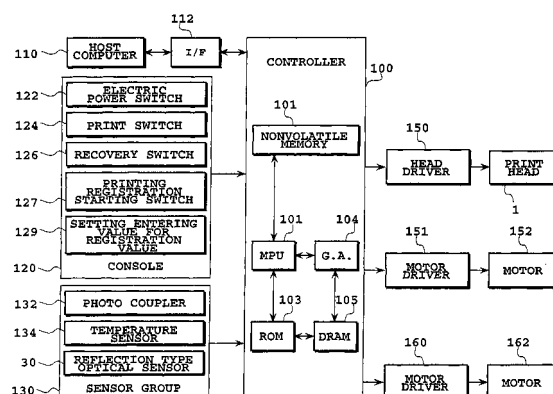 112
110
HOST
COMPUTER
I/F
CONTROLLER
100
122
ELECTRIC
POWER SWITCH
124
PRINT SWITCH
126
RECOVERY SWITCH
127
PRINTING
REGISTRATION
STARTING SWITCH
129
SETTING ENTERING
VALUE FOR
REGISTRATION
VALUE
120
CONSOLE
101
NONVOLATILE
MEMORY
101
MPU
104
G.A.
103
ROM
105
DRAM
150
HEAD
DRIVER
PRINT
HEAD
1
151
MOTOR
DRIVER
152
MOTOR
132
PHOTO COUPLER
134
TEMPERATURE
SENSOR
30
REFLECTION TYPE
OPTICAL SENSOR
130
SENSOR GROUP
160
MOTOR
DRIVER
162
MOTOR